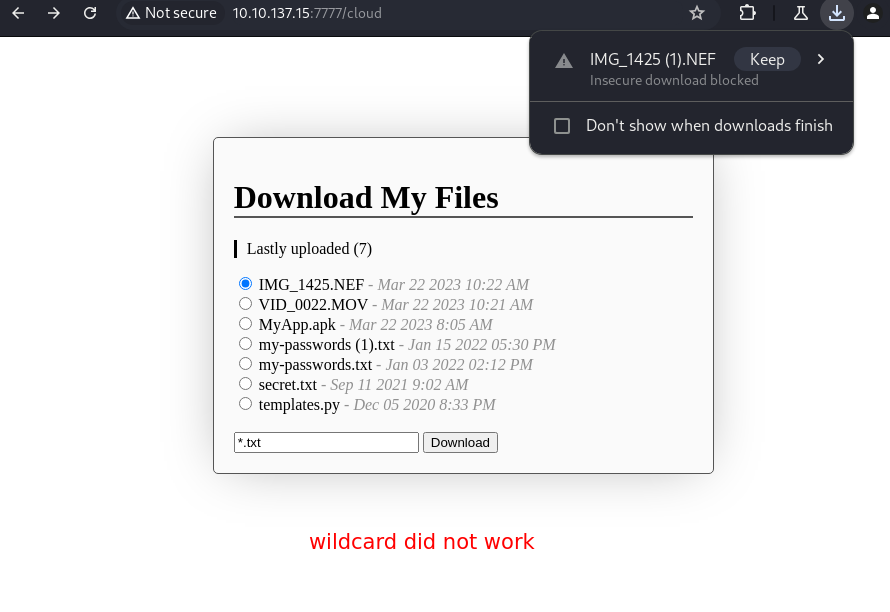 Not secure 10.10.137.15:7777/cloud
IMG_1425 (1).NEF Keep
Insecure download blocked
Don't show when downloads finish
Download My Files
Lastly uploaded (7)
IMG_1425.NEF - Mar 22 2023 10:22 AM
VID_0022.MOV - Mar 22 2023 10:21 AM
MyApp.apk - Mar 22 2023 8:05 AM
my-passwords (1).txt - Jan 15 2022 05:30 PM
my-passwords.txt - Jan 03 2022 02:12 PM
secret.txt - Sep 11 2021 9:02 AM
templates.py - Dec 05 2020 8:33 PM
*.txt Download
wildcard did not work